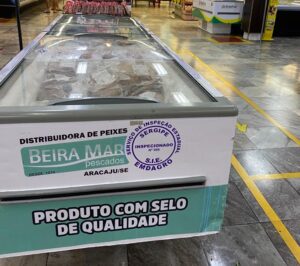 DISTRIBUIDORA DE PEIXES
BEIRA MAR
pescados
ARACAJU/SE
SERVIÇO DE INSPEÇÃO ESTADUAL
SERGIPE
INSPECIONADO
S.I.E.
EMDAGRO
PRODUTO COM SELO
DE QUALIDADE